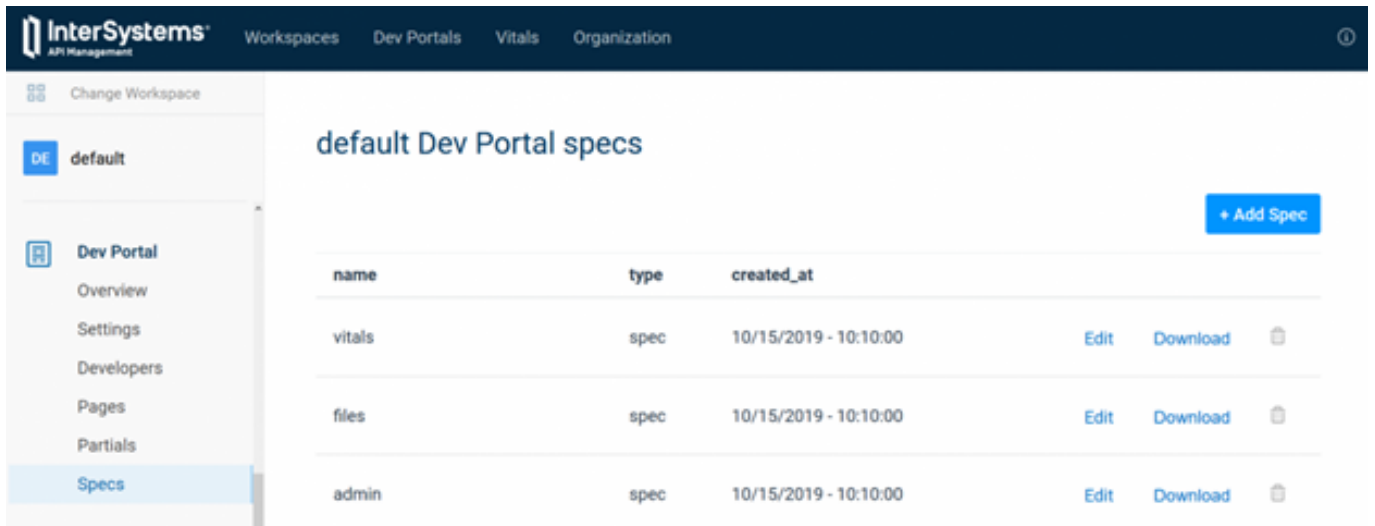 InterSystems®
API Management
Workspaces Dev Portals Vitals Organization
Change Workspace
DE default
Dev Portal
Overview
Settings
Developers
Pages
Partials
Specs
default Dev Portal specs
+ Add Spec
name type created_at
vitals spec 10/15/2019 - 10:10:00 Edit Download
files spec 10/15/2019 - 10:10:00 Edit Download
admin spec 10/15/2019 - 10:10:00 Edit Download